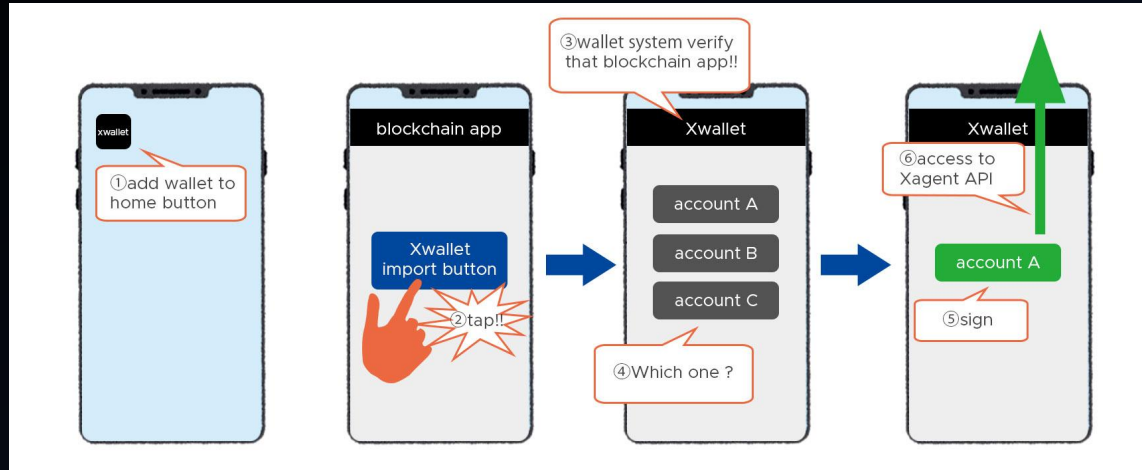 xwallet
①add wallet to
home button
blockchain app
Xwallet
import button
②tap!!
③wallet system verify
that blockchain app!!
Xwallet
account A
account B
account C
④Which one ?
Xwallet
⑥access to
Xagent API
account A
⑤sign